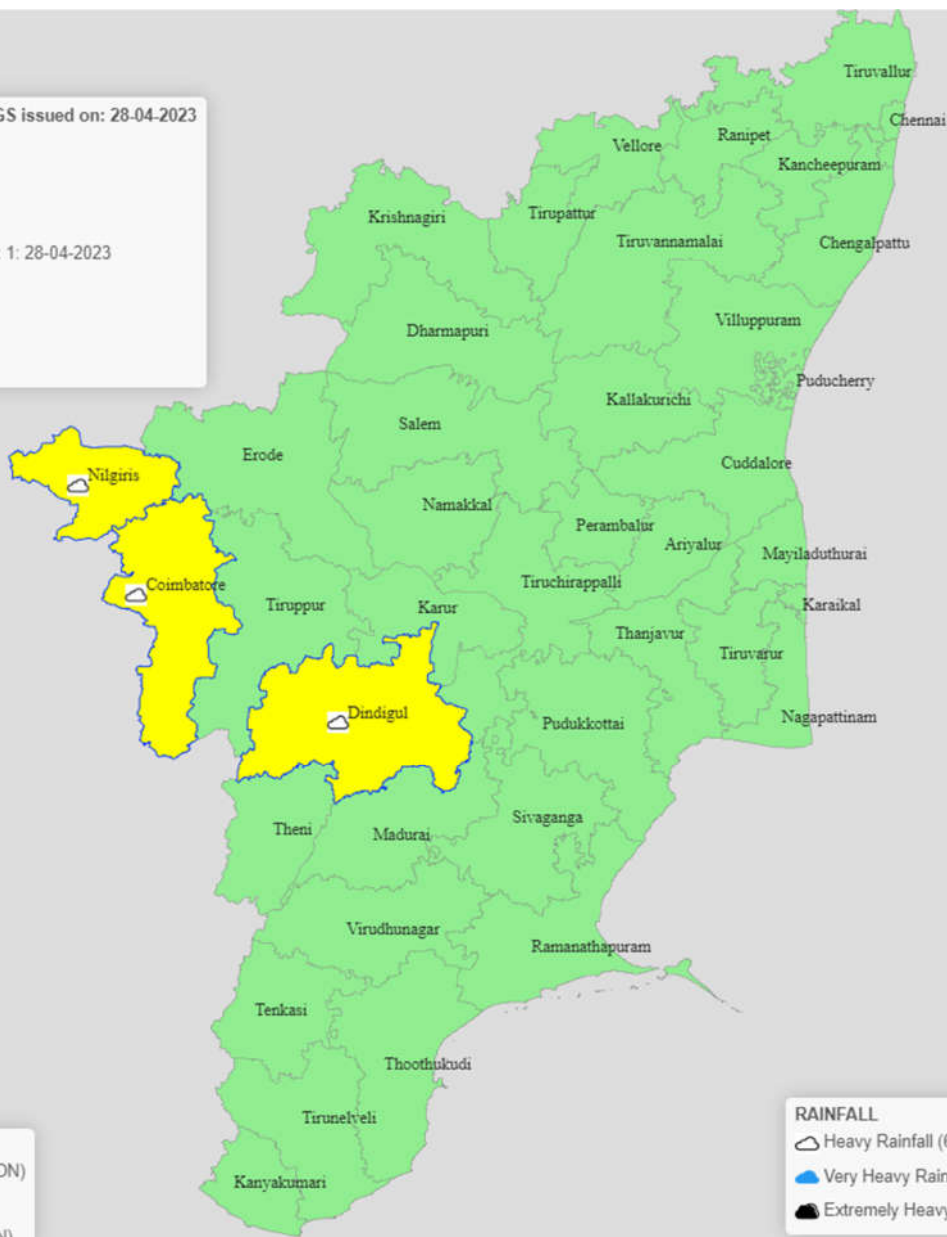 GS issued on: 28-04-2023
1: 28-04-2023
Tiruvallur
Chennai
Ranipet
Vellore
Kancheepuram
Tirupattur
Krishnagiri
Tiruvannamalai
Chengalpattu
Villuppuram
Dharmapuri
Puducherry
Kallakurichi
Salem
Erode
Cuddalore
Nilgiris
Namakkal
Perambalur
Ariyalur
Mayiladuthurai
Coimbatore
Tiruchirappalli
Tiruppur
Karur
Karaikal
Thanjavur
Tiruvarur
Dindigul
Pudukkottai
Nagapattinam
Sivaganga
Theni
Madurai
Virudhunagar
Ramanathapuram
Tenkasi
Thoothukudi
Tirunelveli
Kanyakumari
ON)
RAINFALL
Heavy Rainfall (6
Very Heavy Rain
Extremely Heavy